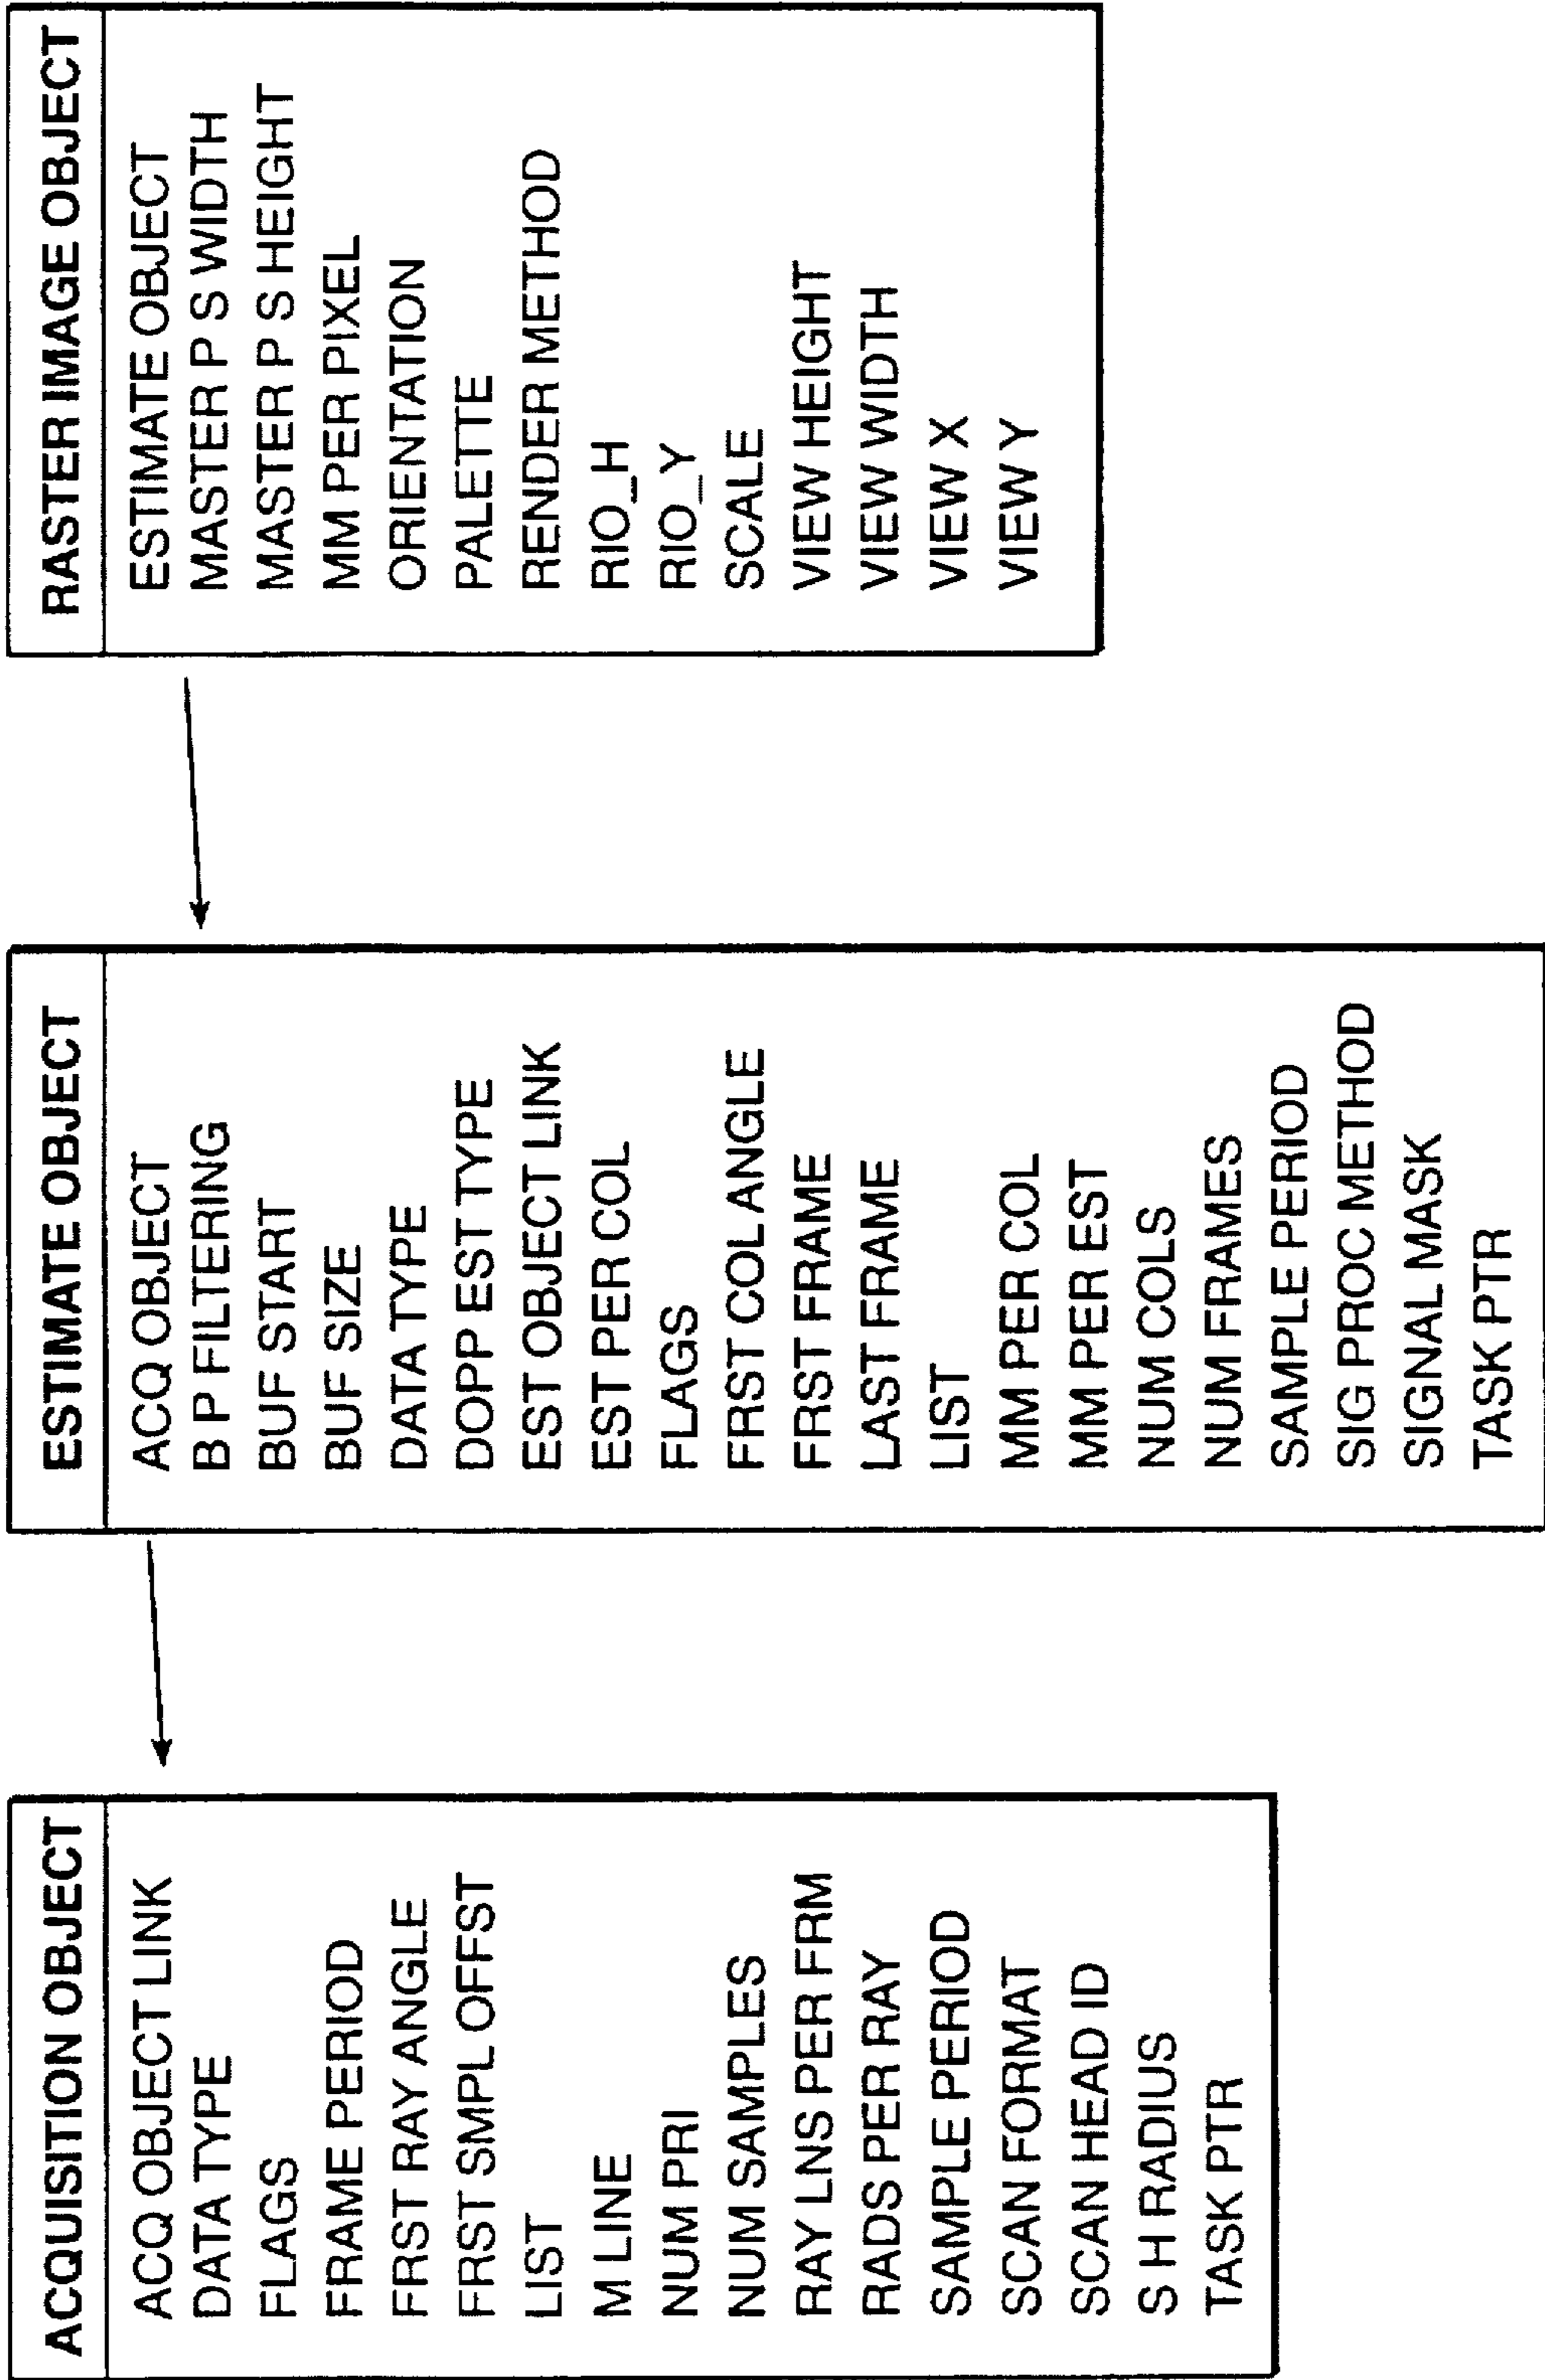 ACQUISITION OBJECT
ACQ OBJECT LINK
DATA TYPE
FLAGS
FRAME PERIOD
FRST RAY ANGLE
FRST SMPL OFFST
LIST
M LINE
NUM PRI
NUM SAMPLES
RAY LNS PER FRM
RADS PER RAY
SAMPLE PERIOD
SCAN FORMAT
SCAN HEAD ID
S H RADIUS
TASK PTR
ESTIMATE OBJECT
ACQ OBJECT
B P FILTERING
BUF START
BUF SIZE
DATA TYPE
DOPP EST TYPE
EST OBJECT LINK
EST PER COL
FLAGS
FRST COL ANGLE
FRST FRAME
LAST FRAME
LIST
MM PER COL
MM PER EST
NUM COLS
NUM FRAMES
SAMPLE PERIOD
SIG PROC METHOD
SIGNAL MASK
TASK PTR
RASTER IMAGE OBJECT
ESTIMATE OBJECT
MASTER P S WIDTH
MASTER P S HEIGHT
MM PER PIXEL
ORIENTATION
PALETTE
RENDER METHOD
RIO_H
RIO_Y
SCALE
VIEW HEIGHT
VIEW WIDTH
VIEW X
VIEW Y